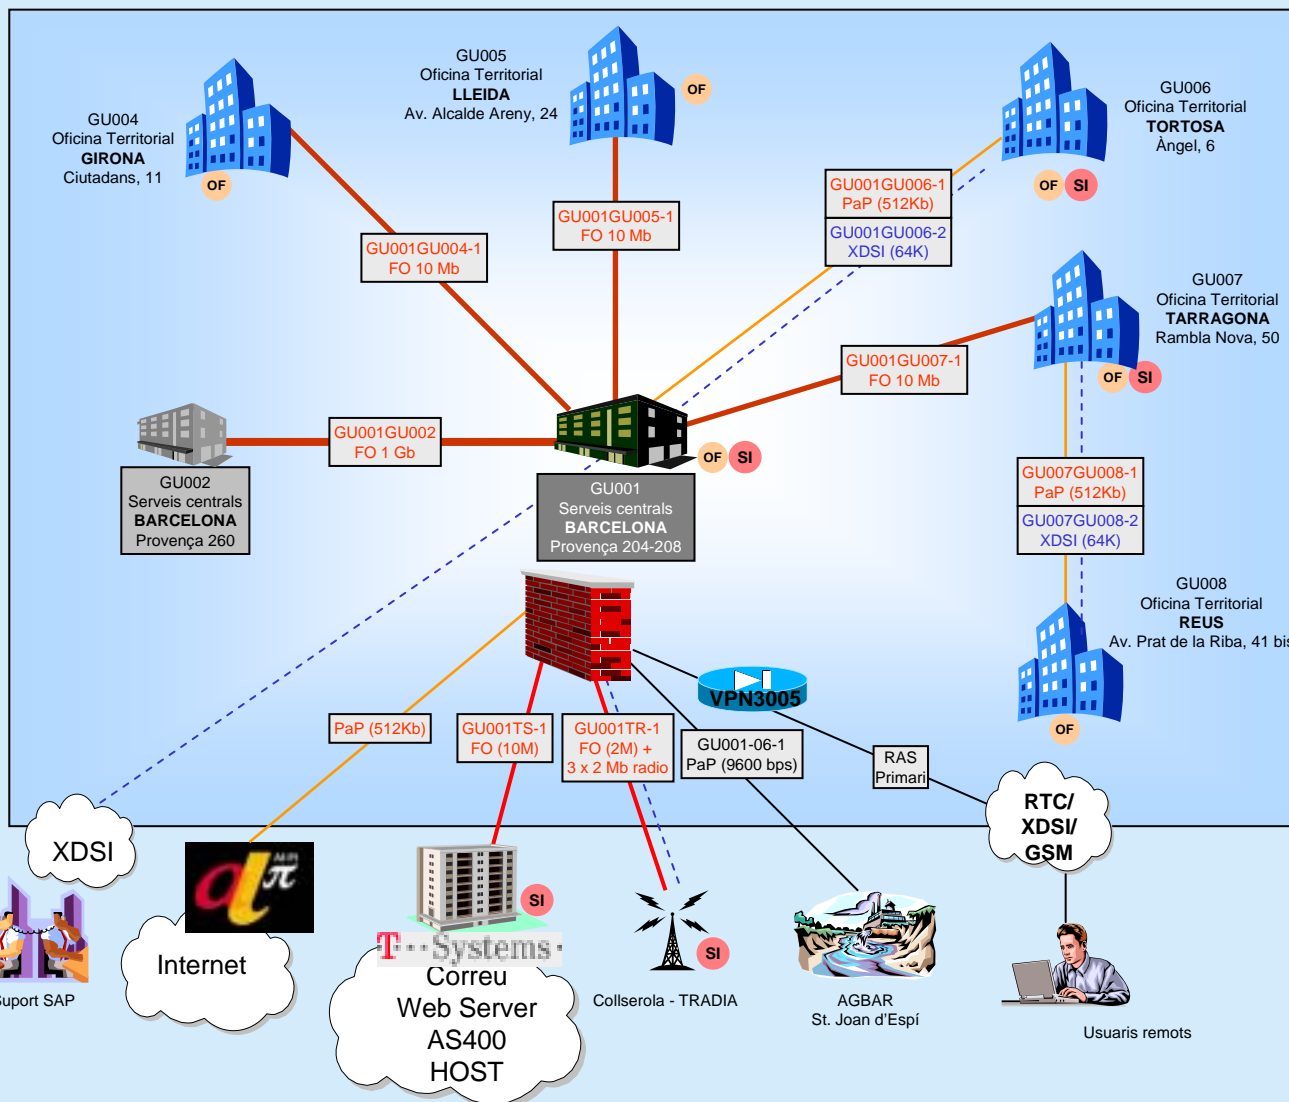 GU004
Oficina Territorial
GIRONA
Ciutadans, 11
OF
GU005
Oficina Territorial
LLEIDA
Av. Alcalde Areny, 24
OF
GU006
Oficina Territorial
TORTOSA
Àngel, 6
OF
SI
GU001GU004-1
FO 10 Mb
GU001GU005-1
FO 10 Mb
GU001GU006-1
PaP (512Kb)
GU001GU006-2
XDSI (64K)
GU007
Oficina Territorial
TARRAGONA
Rambla Nova, 50
OF
SI
GU001GU007-1
FO 10 Mb
GU001GU002
FO 1 Gb
OF
SI
GU002
Serveis centrals
BARCELONA
Provença 260
GU001
Serveis centrals
BARCELONA
Provença 204-208
GU007GU008-1
PaP (512Kb)
GU007GU008-2
XDSI (64K)
GU008
Oficina Territorial
REUS
Av. Prat de la Riba, 41 bis
OF
VPN3005
PaP (512Kb)
GU001TS-1
FO (10M)
GU001TR-1
FO (2M) +
3 x 2 Mb radio
GU001-06-1
PaP (9600 bps)
RAS
Primari
RTC/
XDSI/
GSM
XDSI
Internet
SI
T···Systems·
Correu
Web Server
AS400
HOST
SI
Suport SAP
Collserola - TRADIA
AGBAR
St. Joan d'Espí
Usuaris remots